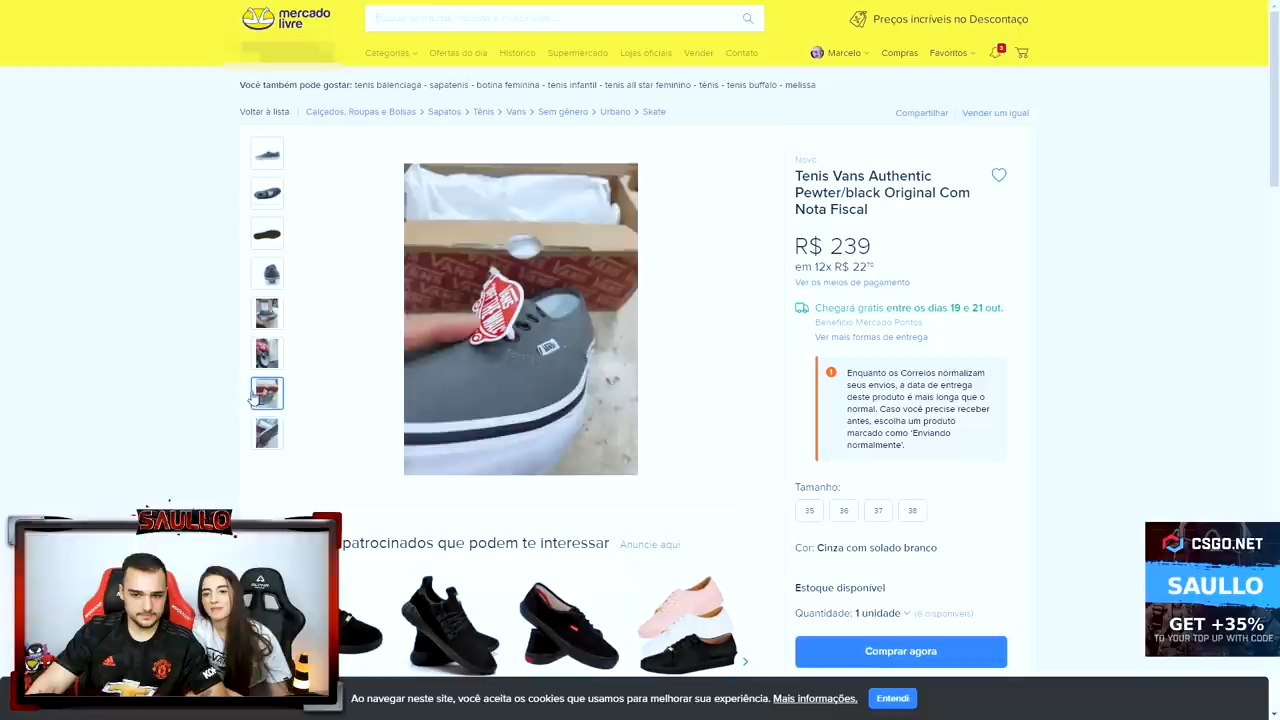 mercado
livre
Buscar produtos, marcas e muito mais...
Preços incríveis no Descontaço
Categorias
Ofertas do dia
Histórico
Supermercado
Lojas oficiais
Vender
Contato
Marcelo
Compras
Favoritos
3
Você também pode gostar: tenis balenciaga - sapatenis - botina feminina - tenis infantil - tenis all star feminino - tênis - tenis buffalo - melissa
Voltar à lista
Calçados, Roupas e Bolsas > Sapatos > Tênis > Vans > Sem gênero > Urbano > Skate
Compartilhar
Vender um igual
Novo
Tenis Vans Authentic
Pewter/black Original Com
Nota Fiscal
R$ 239
em 12x R$ 22⁷⁰
Ver os meios de pagamento
Chegará grátis entre os dias 19 e 21 out.
Benefício Mercado Pontos
Ver mais formas de entrega
Enquanto os Correios normalizam
seus envios, a data de entrega
deste produto é mais longa que o
normal. Caso você precise receber
antes, escolha um produto
marcado como 'Enviando
normalmente'.
Tamanho:
35
36
37
38
Cor: Cinza com solado branco
Estoque disponível
Quantidade: 1 unidade (6 disponíveis)
Comprar agora
VANS
patrocinados que podem te interessar
Anuncie aqui
SAULLO
CSGO.NET
SAULLO
GET +35%
TO YOUR TOP UP WITH CODE
Ao navegar neste site, você aceita os cookies que usamos para melhorar sua experiência. Mais informações.
Entendi